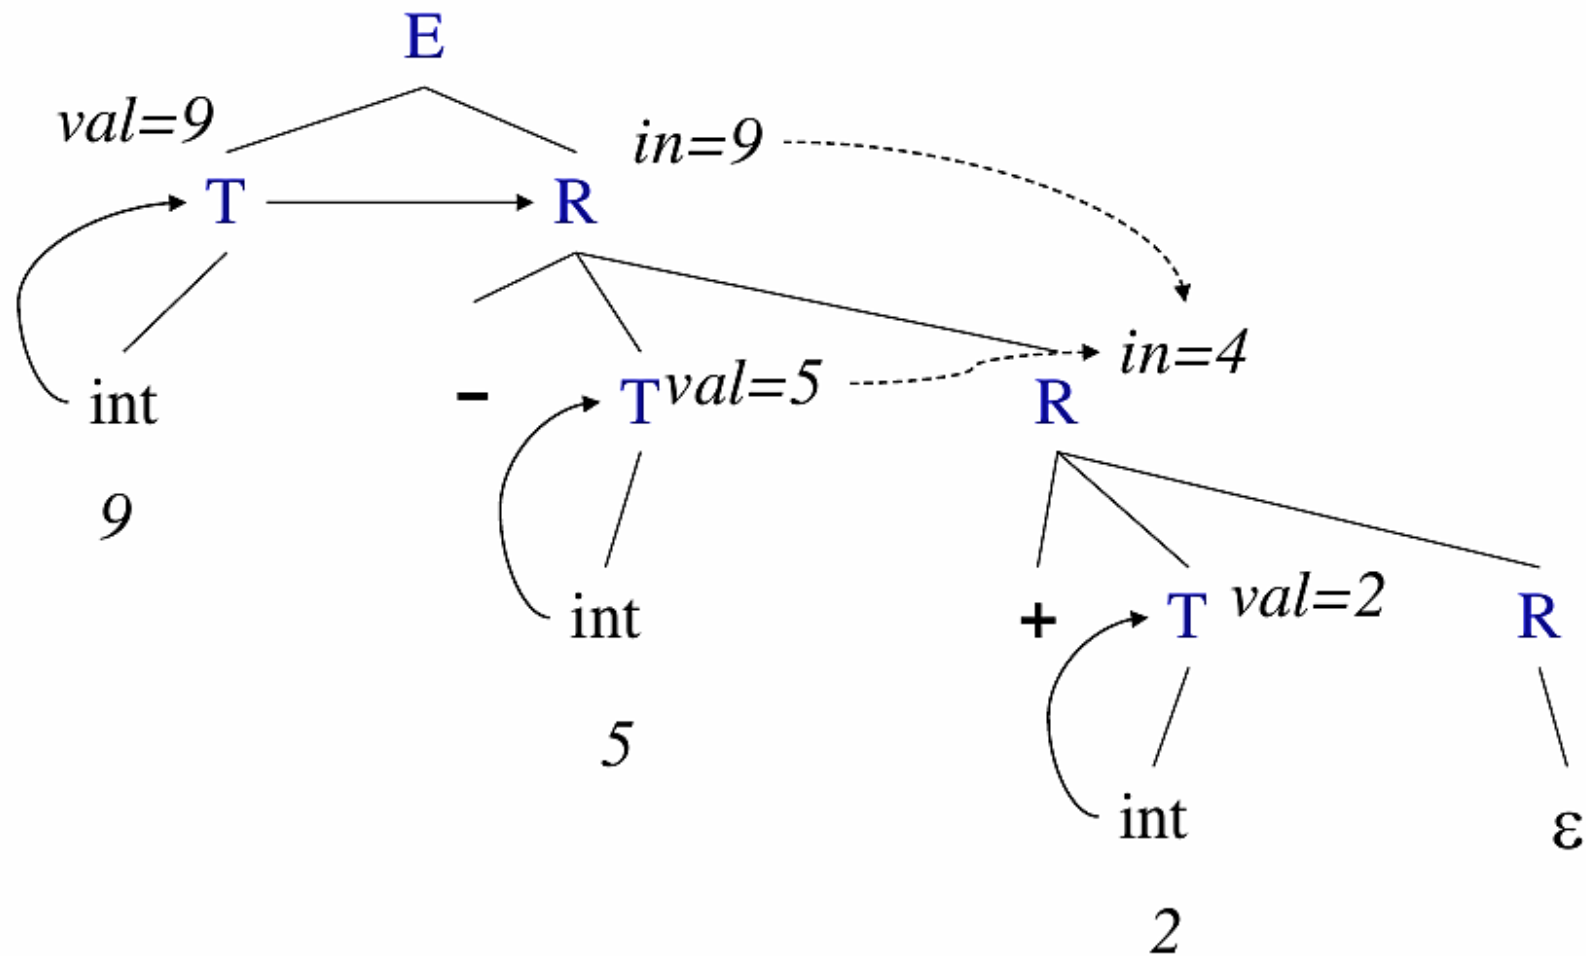 E
val=9
in=9
T R
in=4
int - T val=5 R
9
int + T val=2 R
5
int ε
2